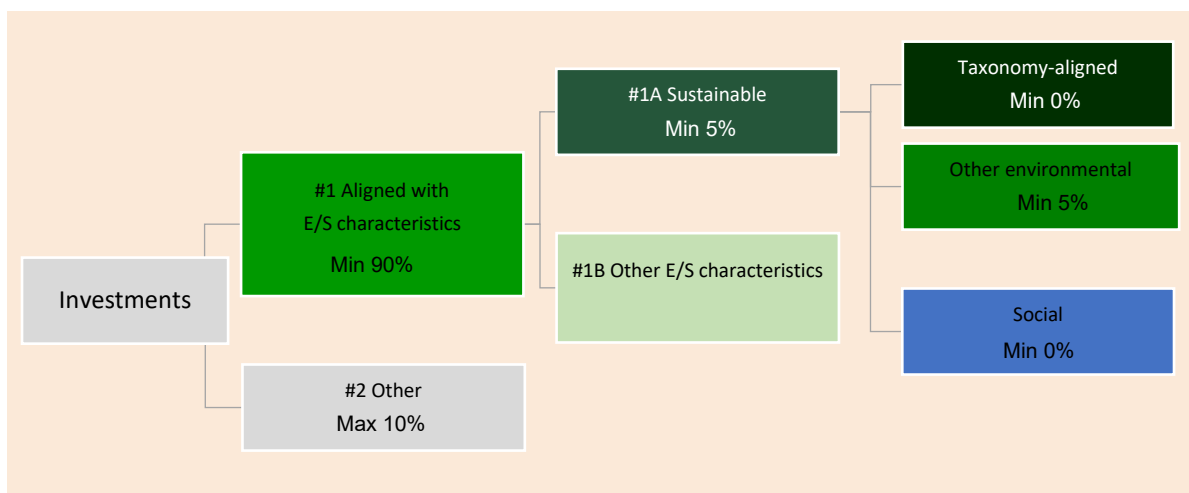 Investments
#1 Aligned with
E/S characteristics
Min 90%
#2 Other
Max 10%
#1A Sustainable
Min 5%
#1B Other E/S characteristics
Taxonomy-aligned
Min 0%
Other environmental
Min 5%
Social
Min 0%